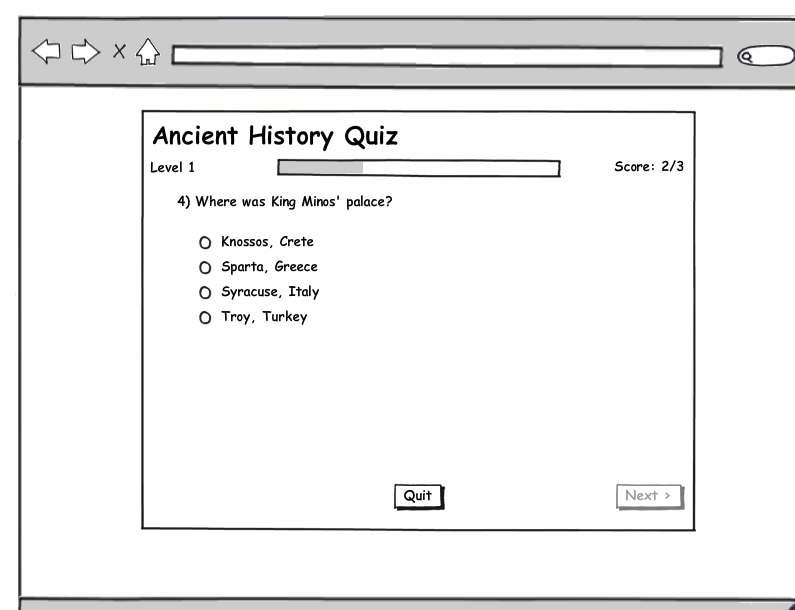 Ancient History Quiz
Level 1
Score: 2/3
4) Where was King Minos' palace?
Knossos, Crete
Sparta, Greece
Syracuse, Italy
Troy, Turkey
Quit
Next >